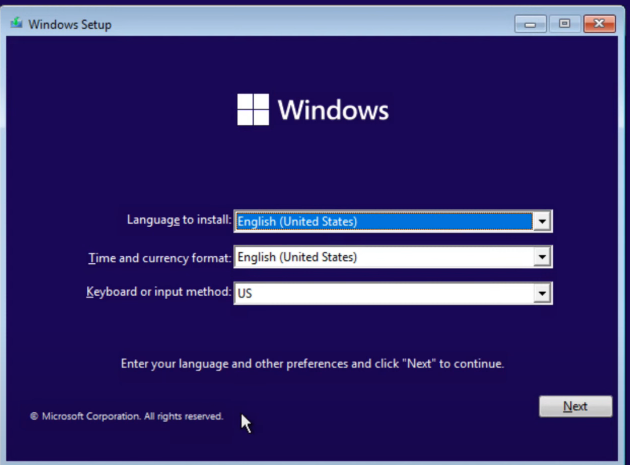 Windows Setup
Windows
Language to install: English (United States)
Time and currency format: English (United States)
Keyboard or input method: US
Enter your language and other preferences and click "Next" to continue.
Next
© Microsoft Corporation. All rights reserved.